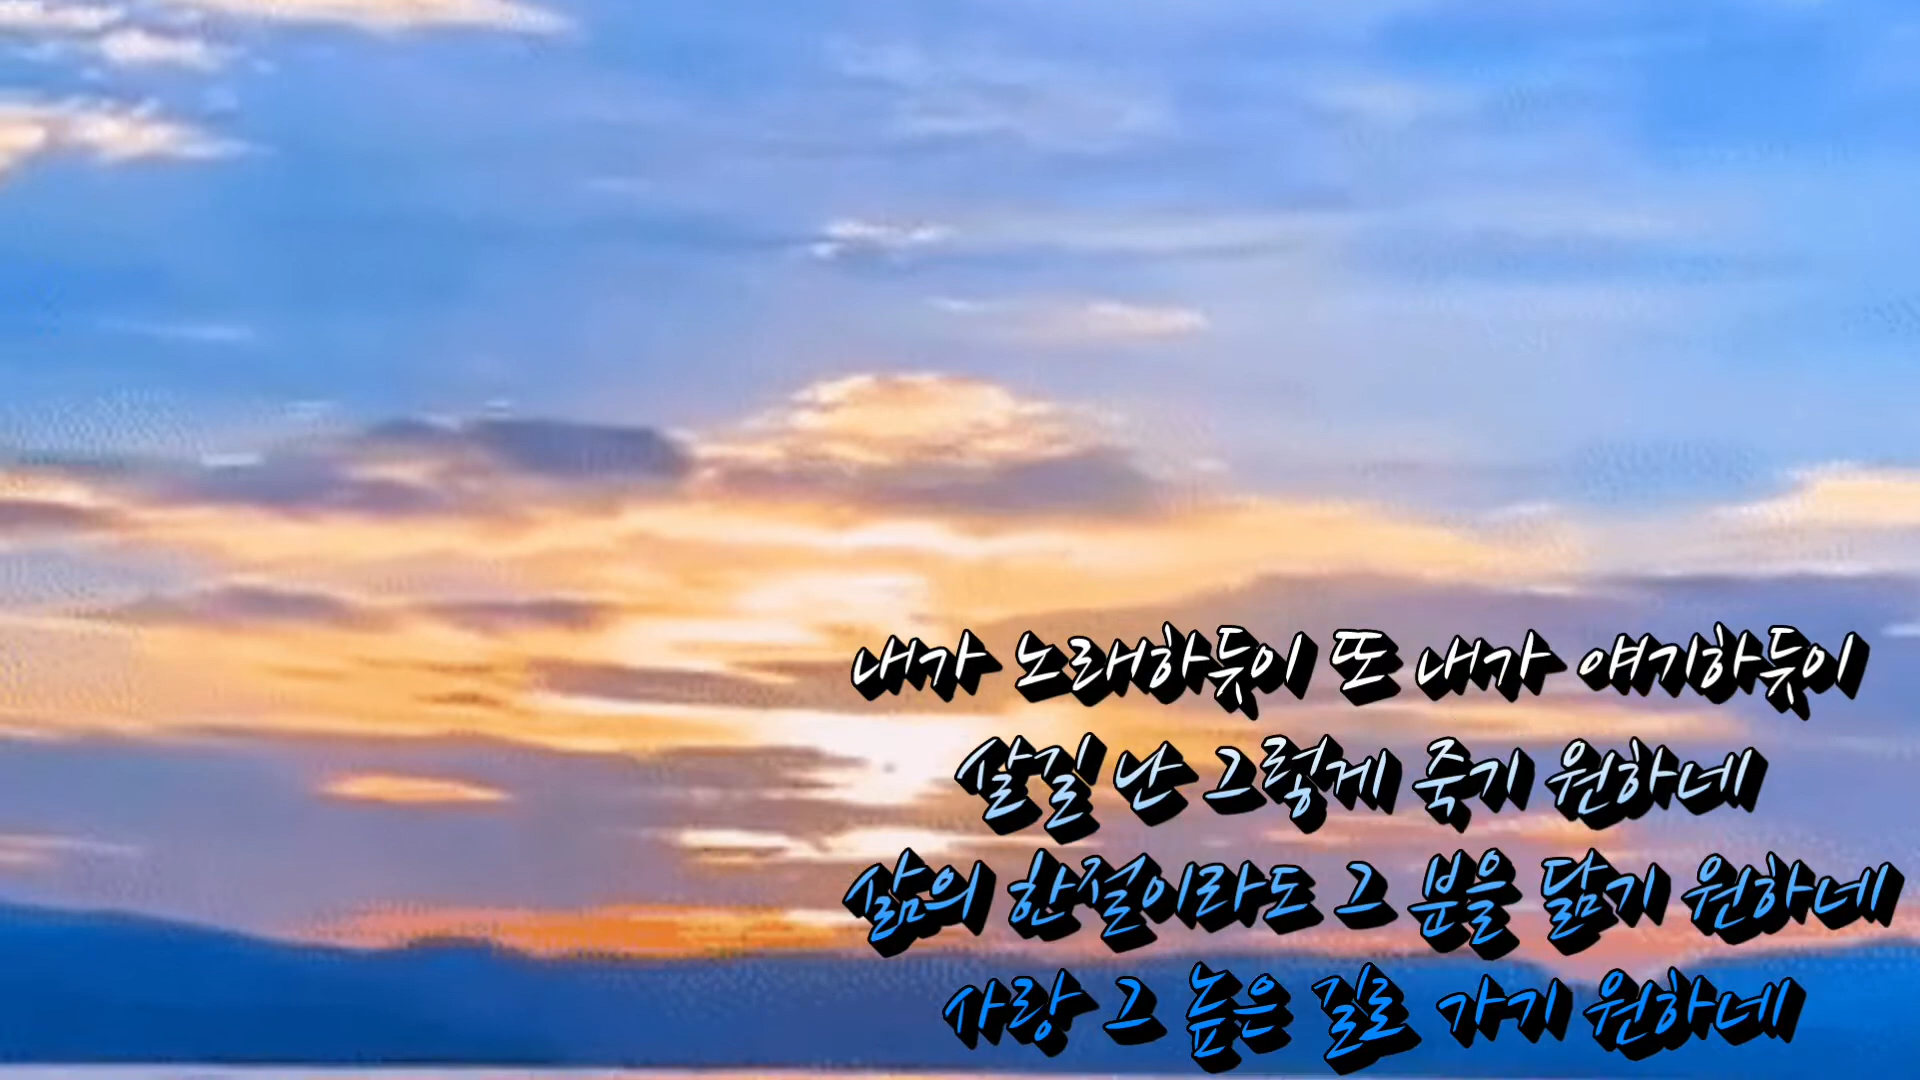 내가 노래하듯이 또 내가 얘기하듯이
살길 난 그렇게 죽기 원하네
삶의 한절이라도 그 분을 닮기 원하네
사랑 그 높은 길로 가기 원하네